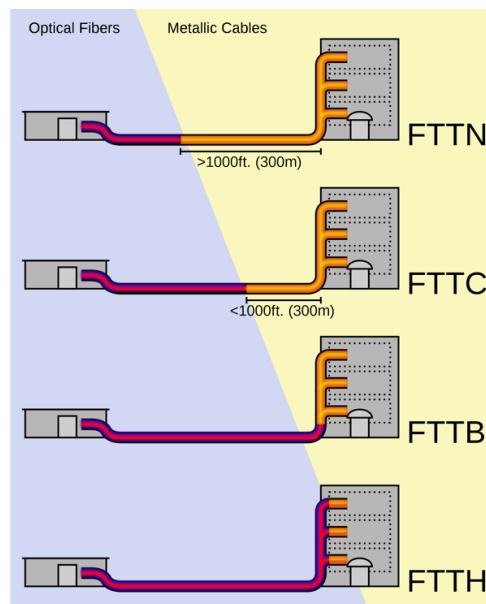 Optical Fibers
Metallic Cables
FTTN
>1000ft. (300m)
FTTC
<1000ft. (300m)
FTTB
FTTH